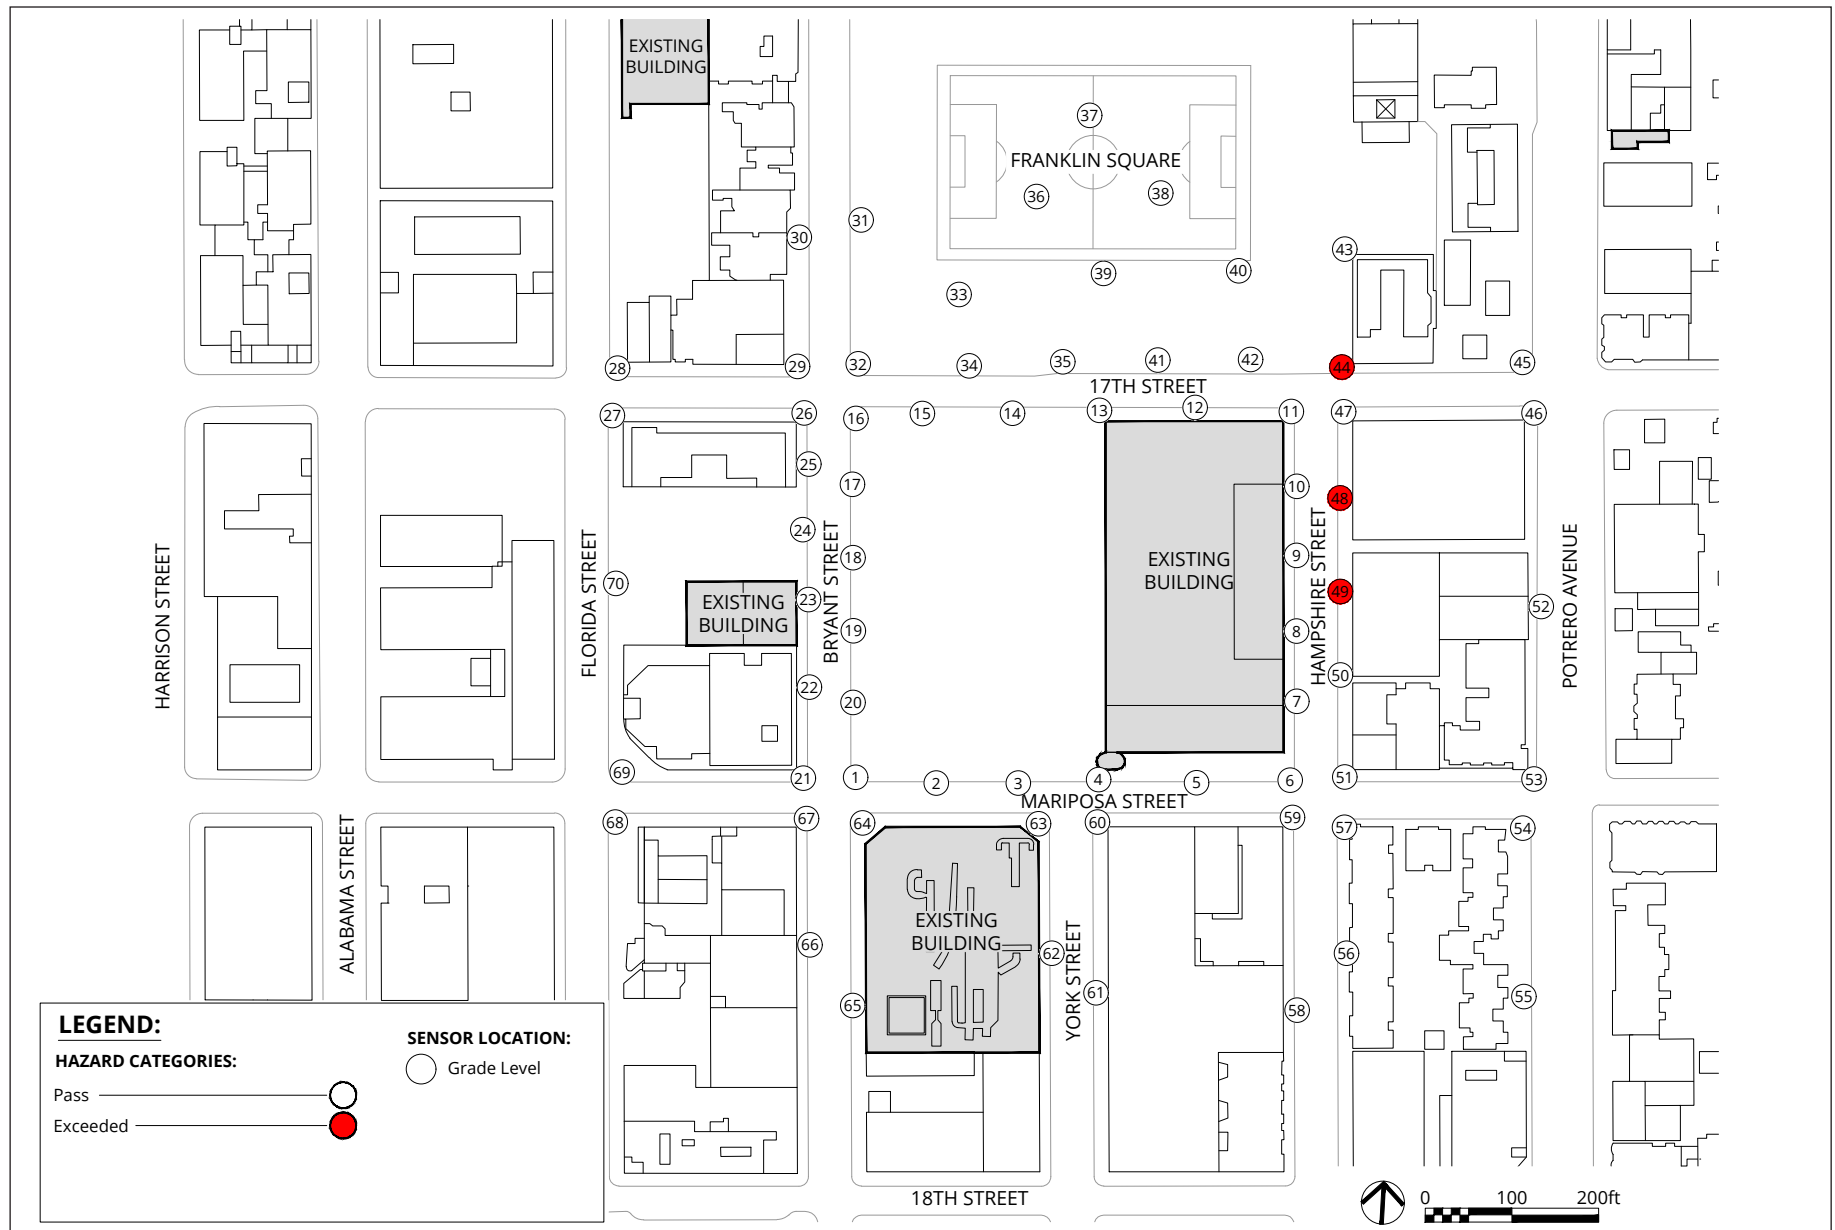 EXISTING
BUILDING
37
FRANKLIN SQUARE
36
38
31
30
43
39
40
33
28
29
32
34
35
41
42
44
45
17TH STREET
27
26
16
15
14
13
12
11
47
46
25
17
10
48
24
18
9
EXISTING
BUILDING
HARRISON STREET
FLORIDA STREET
BRYANT STREET
HAMPSHIRE STREET
POTRERO AVENUE
70
23
EXISTING
BUILDING
49
52
19
8
22
20
50
7
69
21
1
2
3
4
5
6
51
53
MARIPOSA STREET
68
67
64
63
60
59
57
54
ALABAMA STREET
EXISTING
BUILDING
66
62
56
YORK STREET
65
61
58
55
LEGEND:
HAZARD CATEGORIES:
Pass
Exceeded
SENSOR LOCATION:
Grade Level
18TH STREET
0 100 200ft